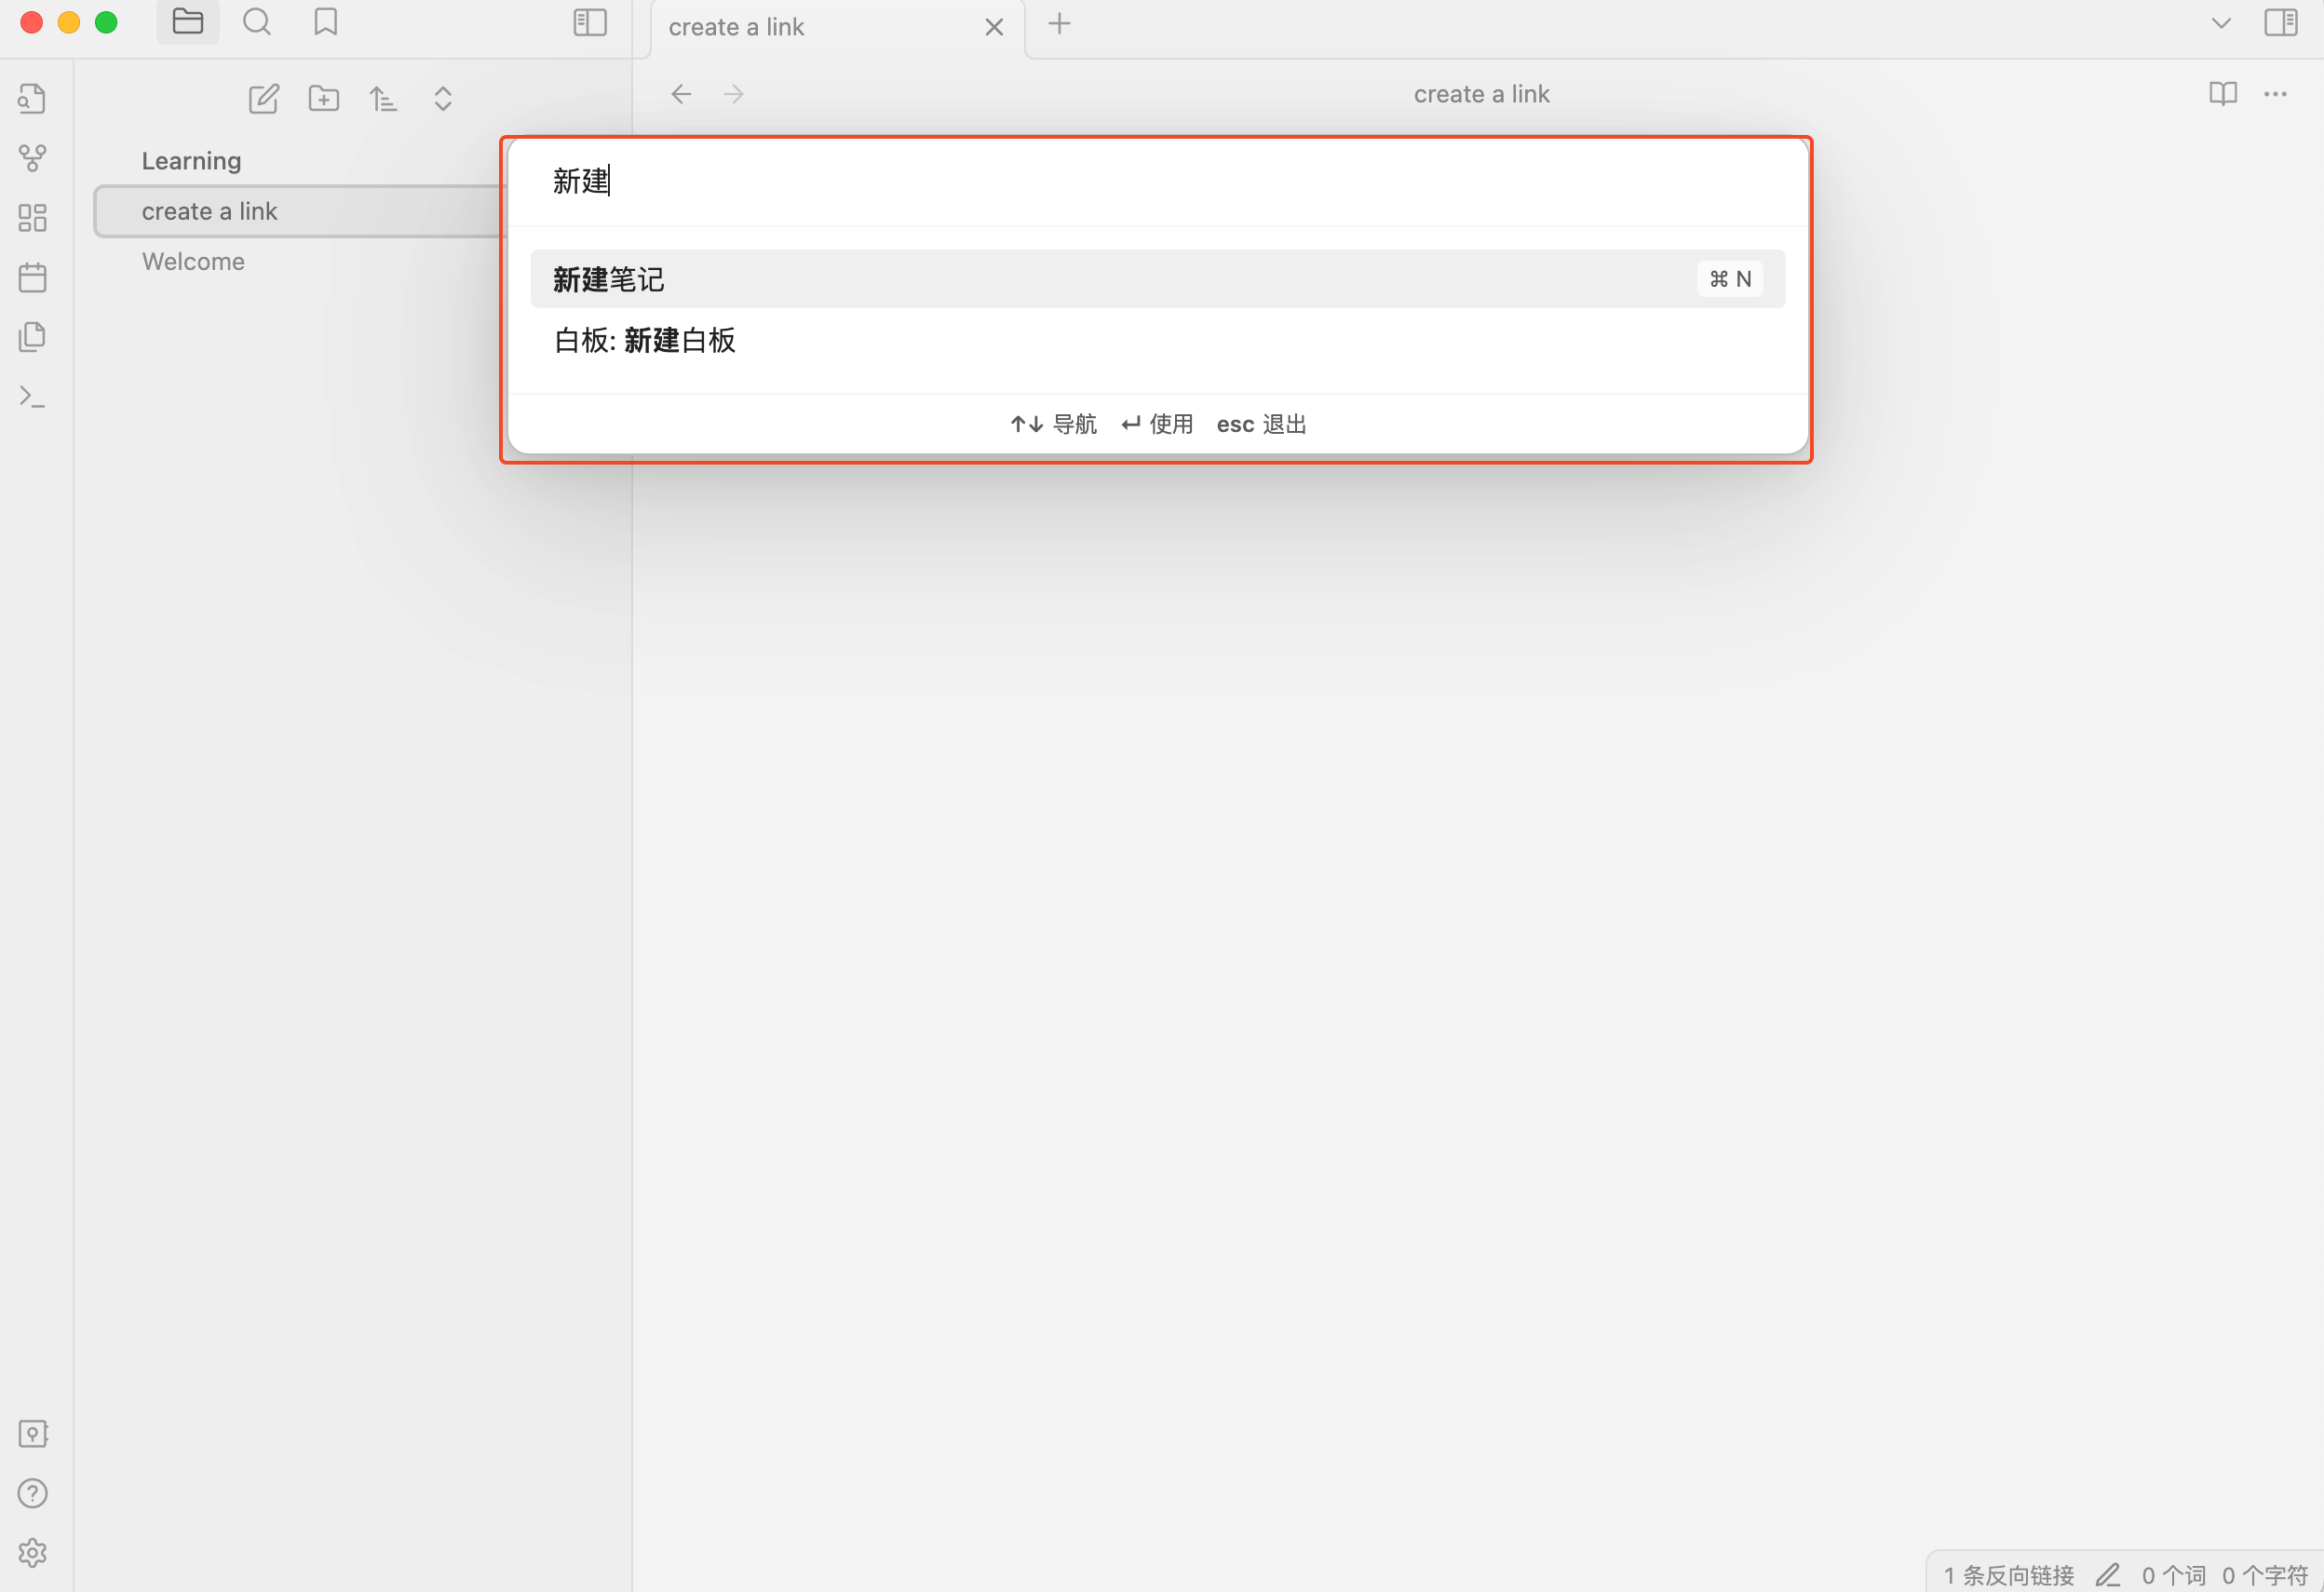 create a link
create a link
Learning
create a link
Welcome
新建
新建笔记 ⌘ N
白板: 新建白板
↑↓ 导航 ↵ 使用 esc 退出
1 条反向链接 0 个词 0 个字符